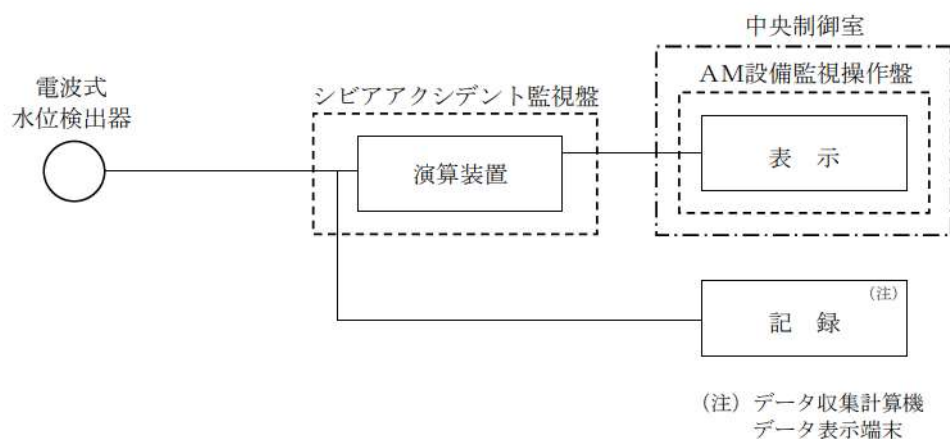 中央制御室
AM設備監視操作盤
電波式
水位検出器
シビアアクシデント監視盤
演算装置
表 示
(注)
記 録
(注) データ収集計算機
データ表示端末